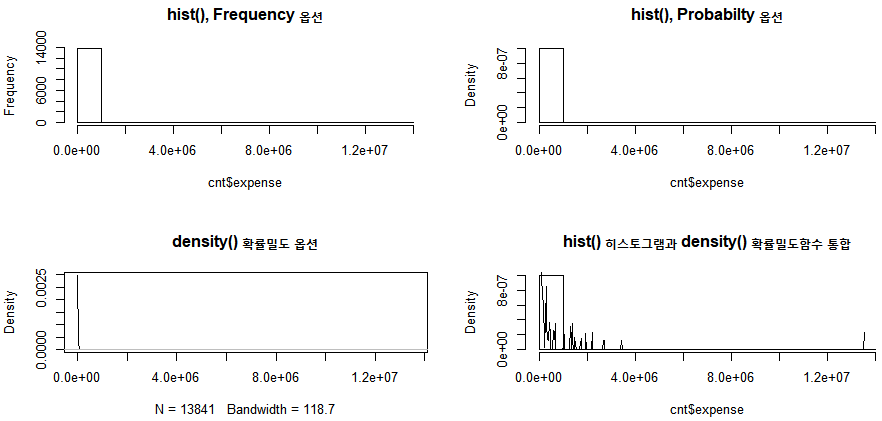 hist(), Frequency 옵션
Frequency
0 6000 14000
0.0e+00 4.0e+06 8.0e+06 1.2e+07
cnt$expense
hist(), Probabilty 옵션
Density
0e+00 8e-07
0.0e+00 4.0e+06 8.0e+06 1.2e+07
cnt$expense
density() 확률밀도 옵션
Density
0.0000 0.0025
0.0e+00 4.0e+06 8.0e+06 1.2e+07
N = 13841 Bandwidth = 118.7
hist() 히스토그램과 density() 확률밀도함수 통합
Density
0e+00 8e-07
0.0e+00 4.0e+06 8.0e+06 1.2e+07
cnt$expense